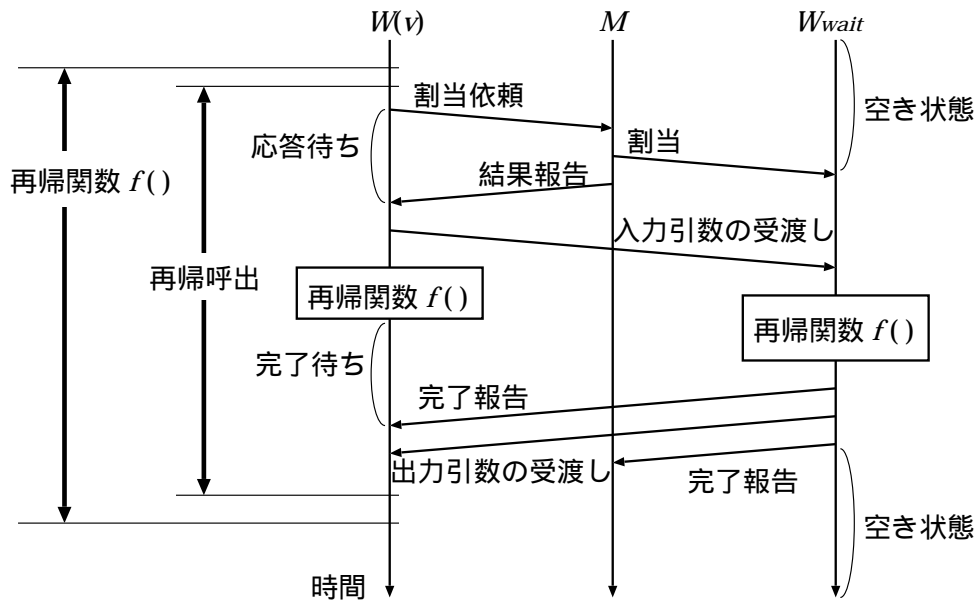 W(v)
M
Wwait
割当依頼
空き状態
応答待ち
割当
結果報告
再帰関数 f()
入力引数の受渡し
再帰呼出
再帰関数 f()
再帰関数 f()
完了待ち
完了報告
出力引数の受渡し
完了報告
空き状態
時間